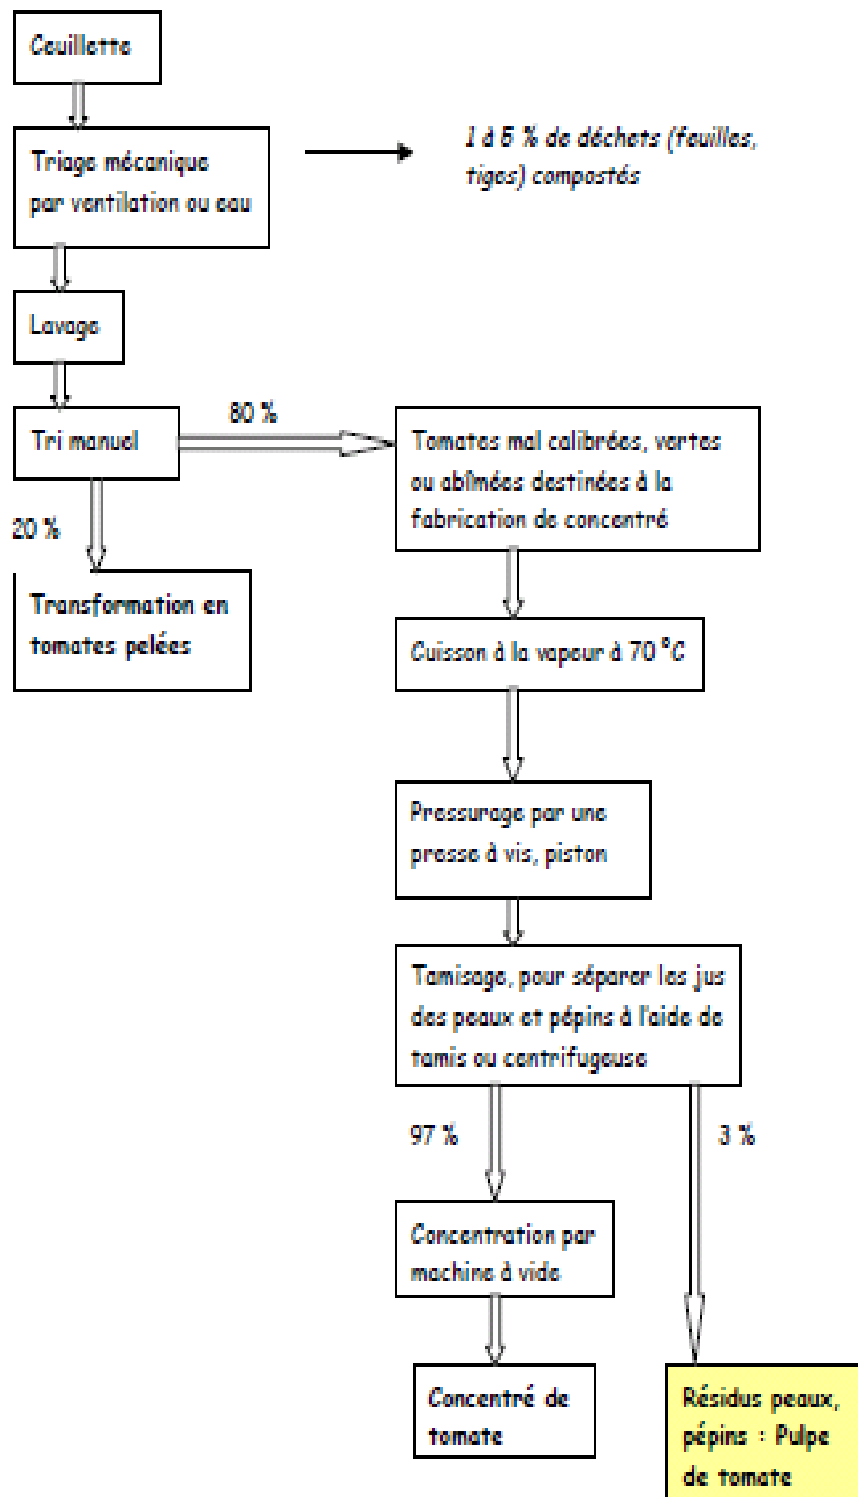 Cueillette
Triage mécanique
par ventilation ou eau
1 à 5 % de déchets (feuilles,
tiges) compostés
Lavage
Tri manuel
80 %
Tomates mal calibrées, vertes
ou abîmées destinées à la
fabrication de concentré
20 %
Transformation en
tomates pelées
Cuisson à la vapeur à 70 °C
Pressurage par une
presse à vis, piston
Tamisage, pour séparer les jus
des peaux et pépins à l'aide de
tamis ou centrifugeuse
97 %
3 %
Concentration par
machine à vide
Concentré de
tomate
Résidus peaux,
pépins : Pulpe
de tomate